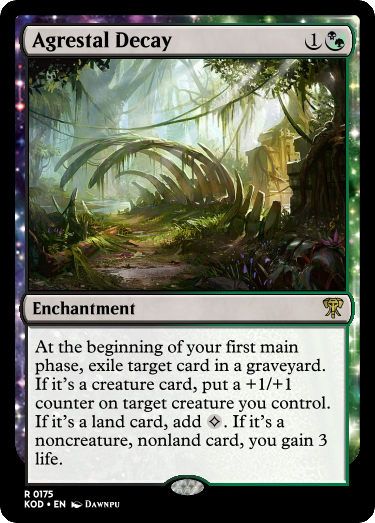 Agrestal Decay 1
Enchantment
At the beginning of your first main
phase, exile target card in a graveyard.
If it's a creature card, put a +1/+1
counter on target creature you control.
If it's a land card, add . If it's a
noncreature, nonland card, you gain 3
life.
R 0175
KOD • EN Dawnpu